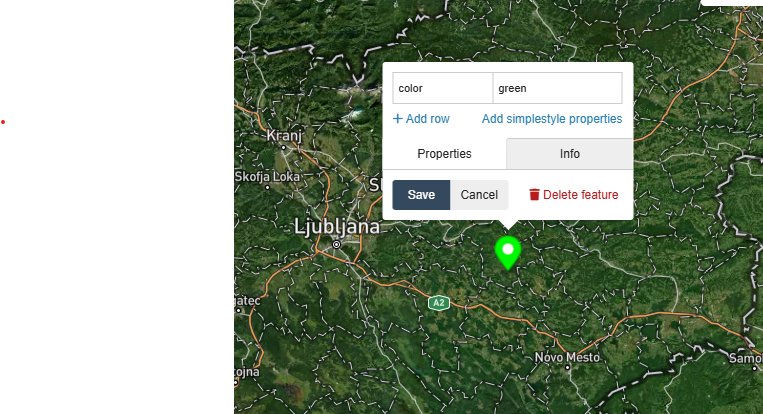 color
green
+ Add row
Add simplestyle properties
Properties
Info
Save
Cancel
Delete feature
Kranj
Skofja Loka
Ljubljana
A2
Novo Mesto